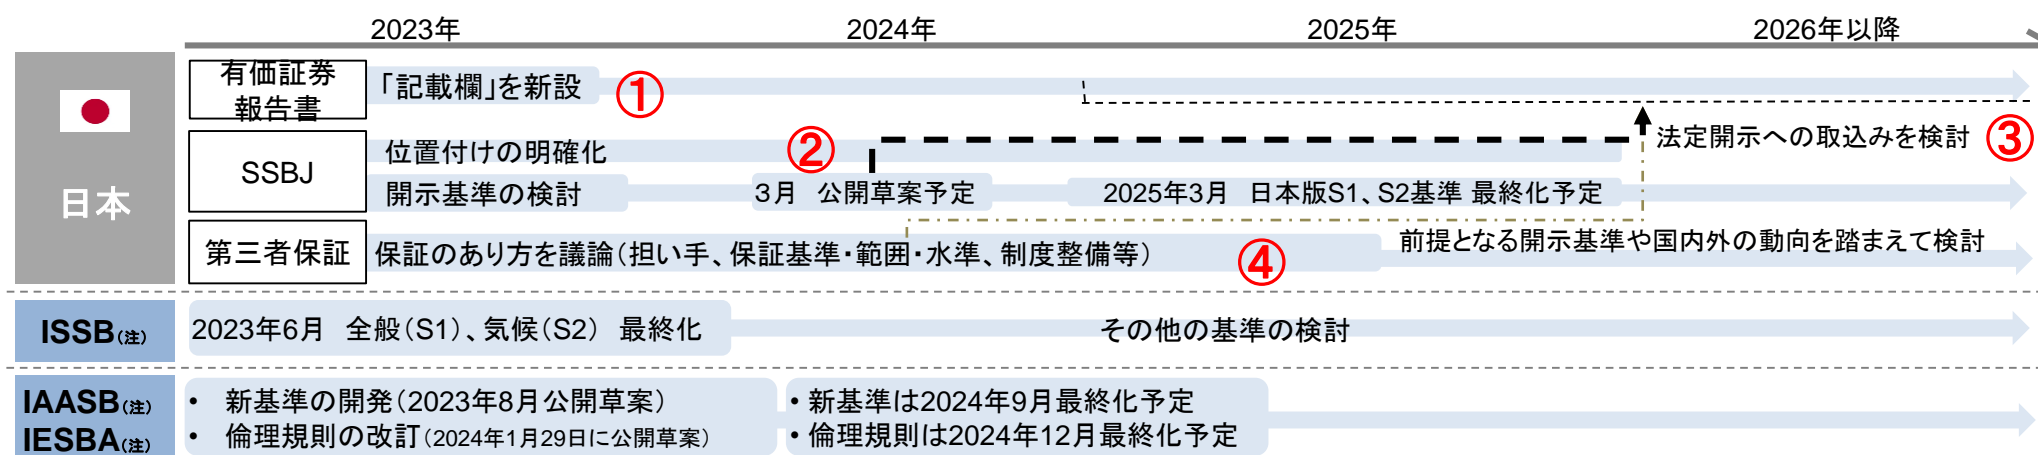 2023年 2024年 2025年 2026年以降
日本
有価証券
報告書
「記載欄」を新設 ①
SSBJ
位置付けの明確化 ②
法定開示への取込みを検討 ③
開示基準の検討 3月 公開草案予定 2025年3月 日本版S1、S2基準 最終化予定
第三者保証
保証のあり方を議論（担い手、保証基準・範囲・水準、制度整備等） ④
前提となる開示基準や国内外の動向を踏まえて検討
ISSB(注)
2023年6月 全般（S1）、気候（S2） 最終化 その他の基準の検討
IAASB(注)
IESBA(注)
• 新基準の開発（2023年8月公開草案）
• 倫理規則の改訂（2024年1月29日に公開草案）
• 新基準は2024年9月最終化予定
• 倫理規則は2024年12月最終化予定